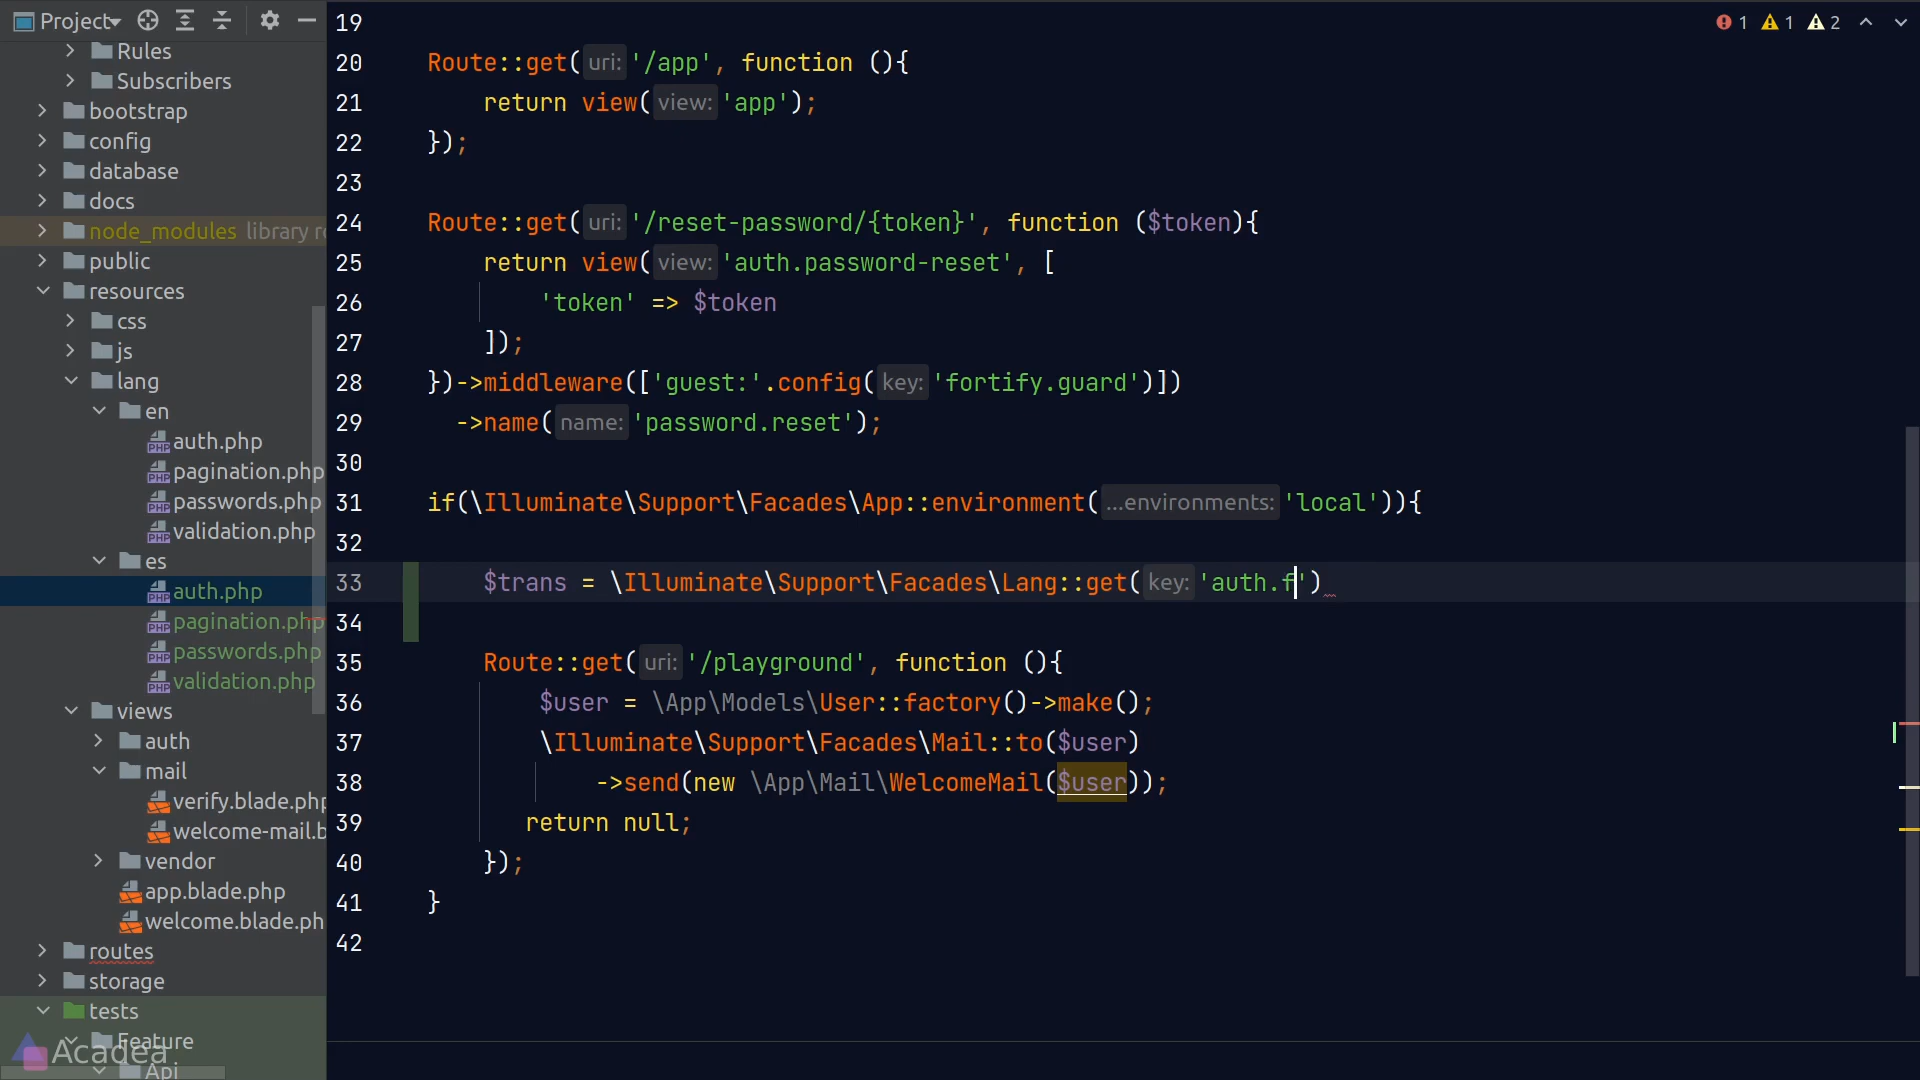 Project
Rules
Subscribers
bootstrap
config
database
docs
node_modules library ro
public
resources
css
js
lang
en
auth.php
pagination.php
passwords.php
validation.php
es
auth.php
pagination.php
passwords.php
validation.php
views
auth
mail
verify.blade.php
welcome-mail.b
vendor
app.blade.php
welcome.blade.ph
routes
storage
tests
Feature
Api
Acadea
1 1 2
19
20 Route::get( uri: '/app', function (){
21 return view( view: 'app');
22 });
23
24 Route::get( uri: '/reset-password/{token}', function ($token){
25 return view( view: 'auth.password-reset', [
26 'token' => $token
27 ]);
28 })->middleware(['guest:'.config( key: 'fortify.guard')])
29 ->name( name: 'password.reset');
30
31 if(\Illuminate\Support\Facades\App::environment( ...environments: 'local')){
32
33 $trans = \Illuminate\Support\Facades\Lang::get( key: 'auth.f')
34
35 Route::get( uri: '/playground', function (){
36 $user = \App\Models\User::factory()->make();
37 \Illuminate\Support\Facades\Mail::to($user)
38 ->send(new \App\Mail\WelcomeMail($user));
39 return null;
40 });
41 }
42